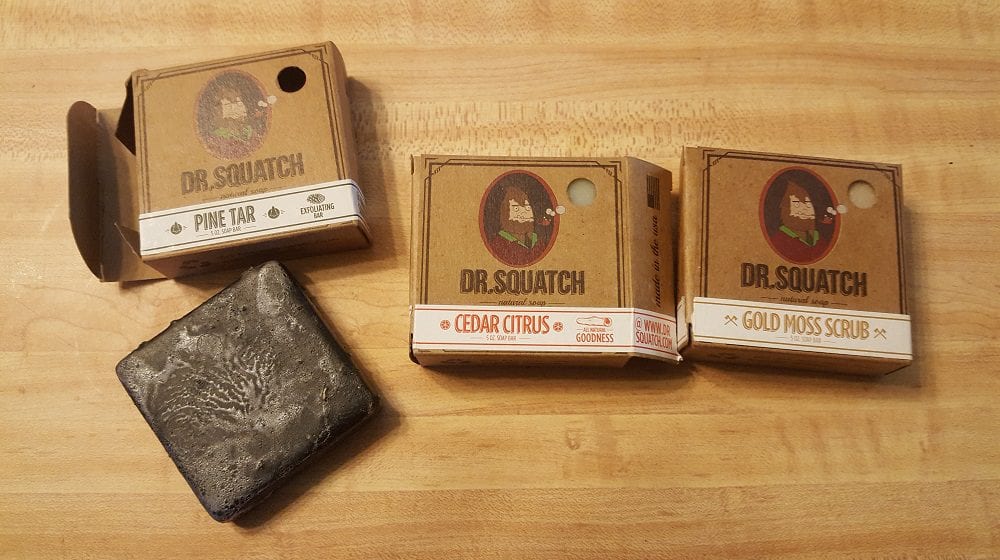 DR.SQUATCH
natural soap
PINE TAR
5 OZ. SOAP BAR
EXFOLIATING
BAR
DR.SQUATCH
natural soap
CEDAR CITRUS
5 OZ. SOAP BAR
ALL NATURAL
GOODNESS
made in the usa
@ WWW.DR
SQUATCH.COM
DR.SQUATCH
natural soap
GOLD MOSS SCRUB
5 OZ. SOAP BAR